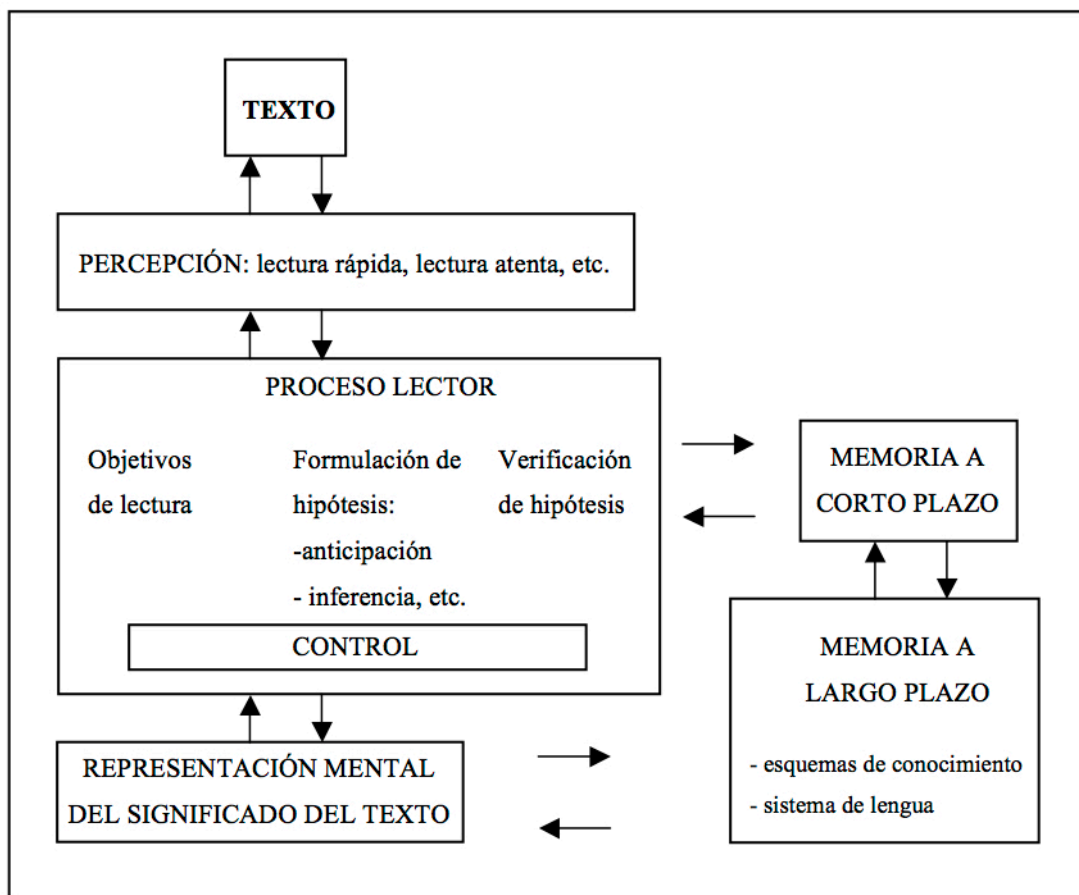 TEXTO
PERCEPCIÓN: lectura rápida, lectura atenta, etc.
PROCESO LECTOR
Objetivos
de lectura
Formulación de
hipótesis:
-anticipación
- inferencia, etc.
Verificación
de hipótesis
CONTROL
MEMORIA A
CORTO PLAZO
MEMORIA A
LARGO PLAZO
- esquemas de conocimiento
- sistema de lengua
REPRESENTACIÓN MENTAL
DEL SIGNIFICADO DEL TEXTO